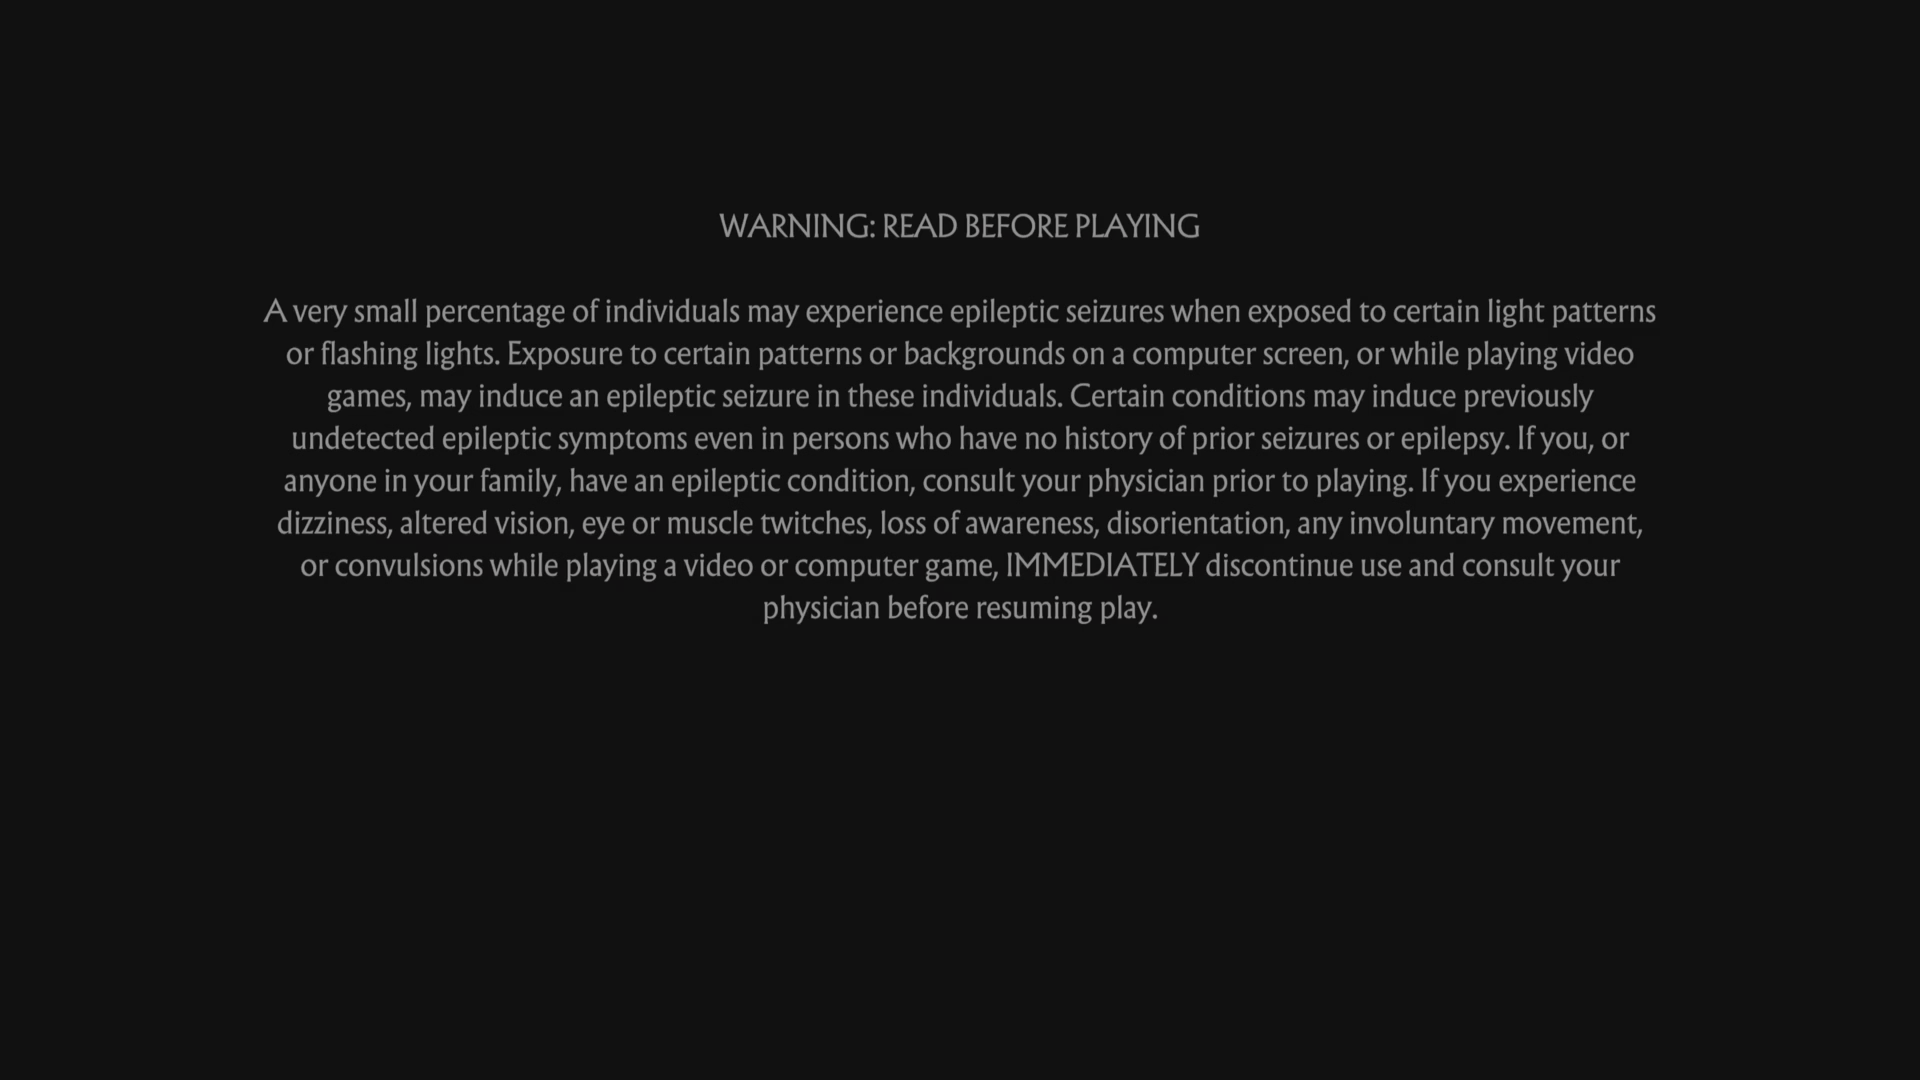 WARNING: READ BEFORE PLAYING
A very small percentage of individuals may experience epileptic seizures when exposed to certain light patterns
or flashing lights. Exposure to certain patterns or backgrounds on a computer screen, or while playing video
games, may induce an epileptic seizure in these individuals. Certain conditions may induce previously
undetected epileptic symptoms even in persons who have no history of prior seizures or epilepsy. If you, or
anyone in your family, have an epileptic condition, consult your physician prior to playing. If you experience
dizziness, altered vision, eye or muscle twitches, loss of awareness, disorientation, any involuntary movement,
or convulsions while playing a video or computer game, IMMEDIATELY discontinue use and consult your
physician before resuming play.